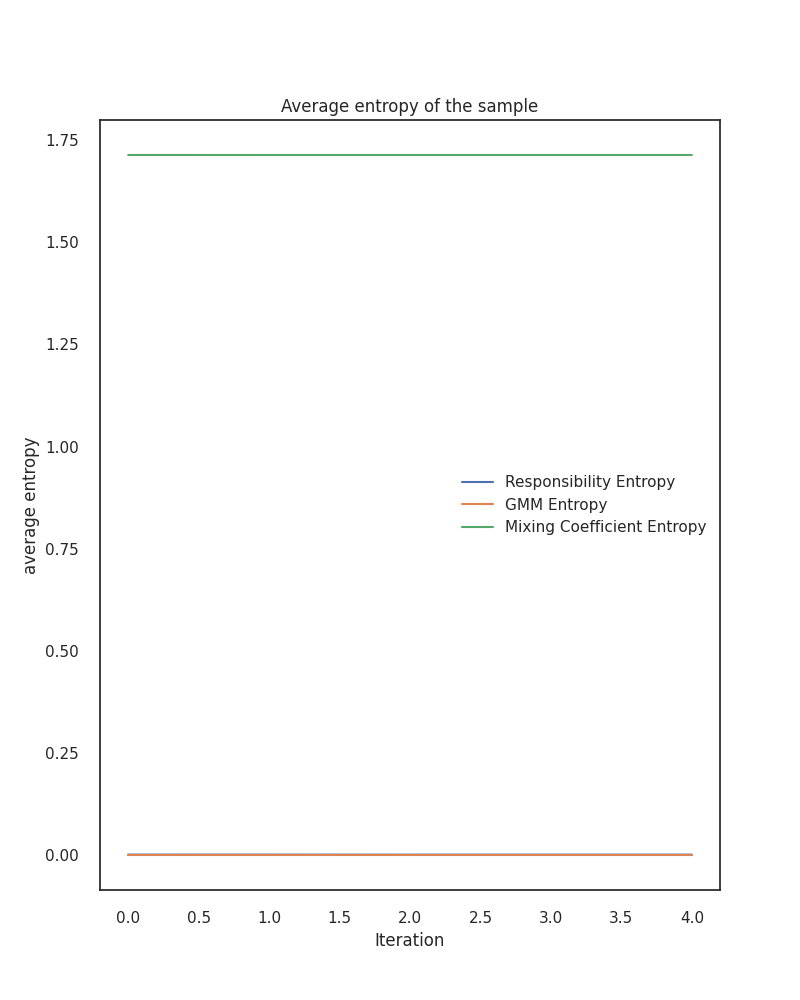 Average entropy of the sample
1.75
1.50
1.25
1.00
0.75
0.50
0.25
0.00
average entropy
Responsibility Entropy
GMM Entropy
Mixing Coefficient Entropy
0.0 0.5 1.0 1.5 2.0 2.5 3.0 3.5 4.0
Iteration